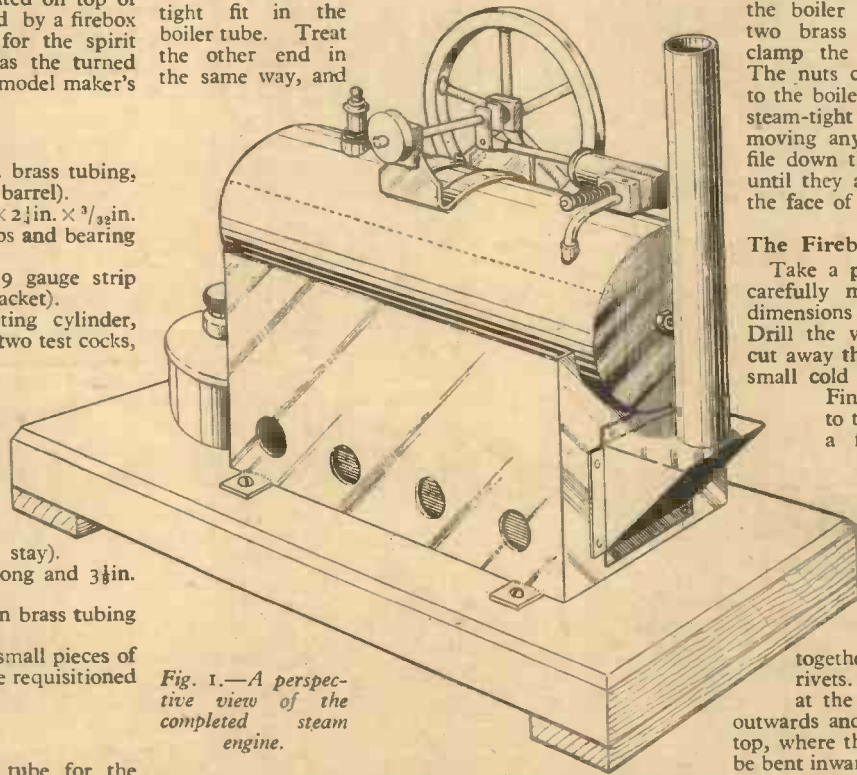 ted on top of
d by a firebox
for the spirit
as the turned
model maker's
brass tubing,
barrel).
× 2¼in. × 3/32in.
ps and bearing
9 gauge strip
acket).
ting cylinder,
two test cocks,
stay).
ong and 3⅛in.
n brass tubing
small pieces of
e requisitioned
tight fit in the
boiler tube. Treat
the other end in
the same way, and
Fig. 1.—A perspec-
tive view of the
completed steam
engine.
tube for the
the boiler
two brass
clamp the
The nuts
to the boile
steam-tight
moving any
file down t
until they a
the face of
The Firebo
Take a p
carefully m
dimensions
Drill the v
cut away th
small cold
Fin
to t
a
togethe
rivets.
at the
outwards and
top, where th
be bent inwar